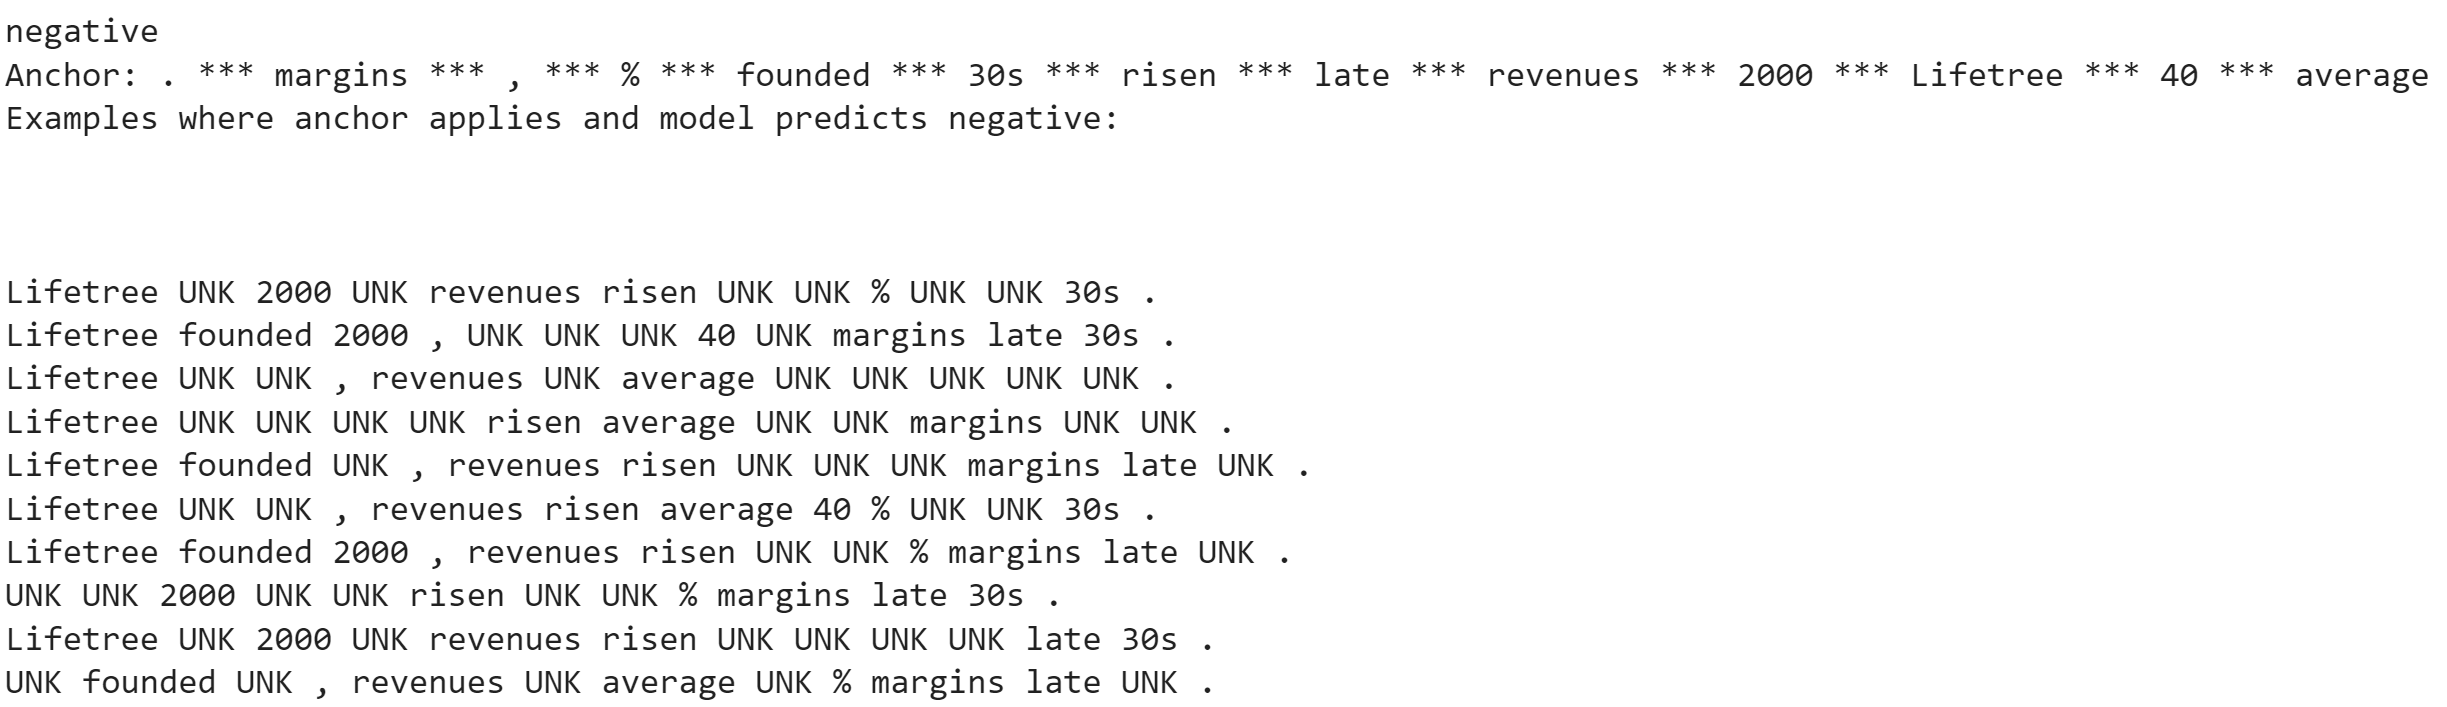 negative
Anchor: . *** margins *** , *** % *** founded *** 30s *** risen *** late *** revenues *** 2000 *** Lifetree *** 40 *** average
Examples where anchor applies and model predicts negative:
Lifetree UNK 2000 UNK revenues risen UNK UNK % UNK UNK 30s .
Lifetree founded 2000 , UNK UNK UNK 40 UNK margins late 30s .
Lifetree UNK UNK , revenues UNK average UNK UNK UNK UNK UNK .
Lifetree UNK UNK UNK UNK risen average UNK UNK margins UNK UNK .
Lifetree founded UNK , revenues risen UNK UNK UNK margins late UNK .
Lifetree UNK UNK , revenues risen average 40 % UNK UNK 30s .
Lifetree founded 2000 , revenues risen UNK UNK % margins late UNK .
UNK UNK 2000 UNK UNK risen UNK UNK % margins late 30s .
Lifetree UNK 2000 UNK revenues risen UNK UNK UNK UNK late 30s .
UNK founded UNK , revenues UNK average UNK % margins late UNK .